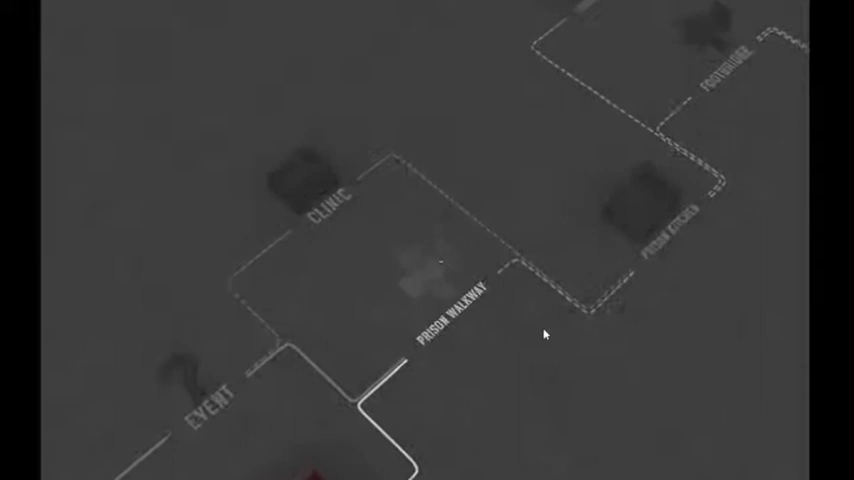 FOOTBRIDGE
CLINIC
PRISON KITCHEN
PRISON WALKWAY
EVENT